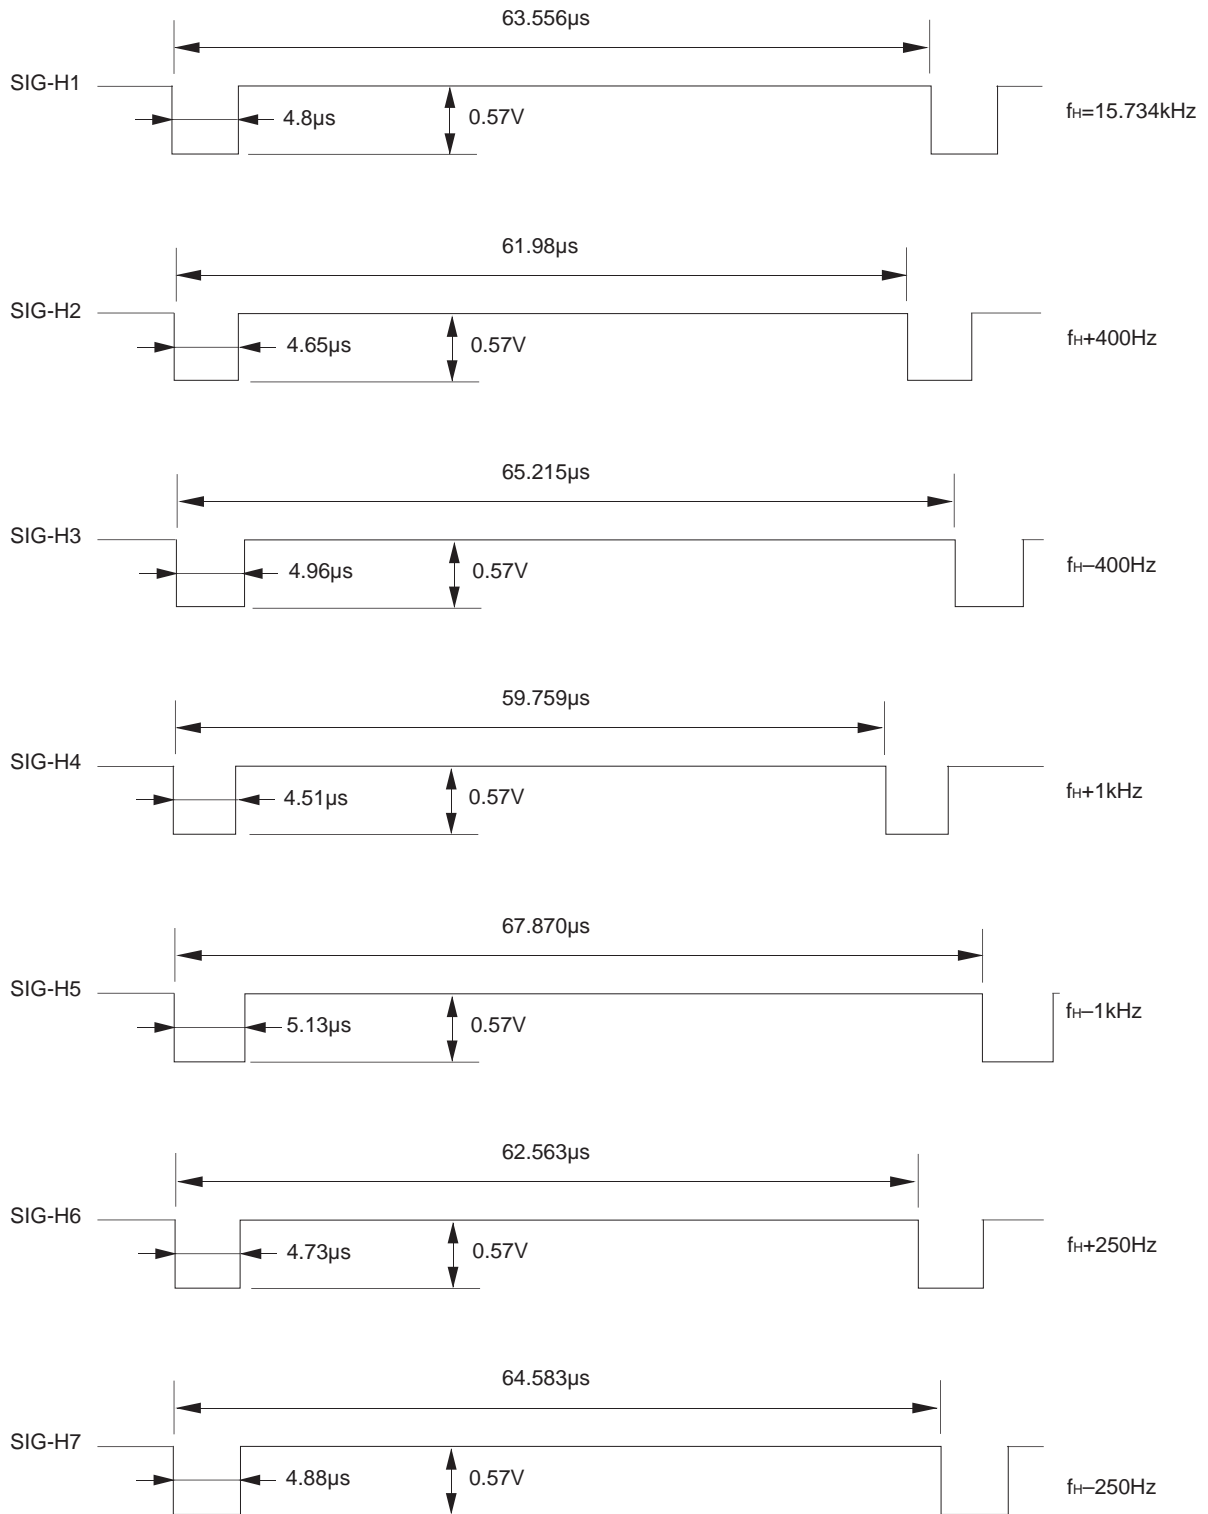 63.556µs
SIG-H1
4.8µs
0.57V
fH=15.734kHz
61.98µs
SIG-H2
4.65µs
0.57V
fH+400Hz
65.215µs
SIG-H3
4.96µs
0.57V
fH–400Hz
59.759µs
SIG-H4
4.51µs
0.57V
fH+1kHz
67.870µs
SIG-H5
5.13µs
0.57V
fH–1kHz
62.563µs
SIG-H6
4.73µs
0.57V
fH+250Hz
64.583µs
SIG-H7
4.88µs
0.57V
fH–250Hz